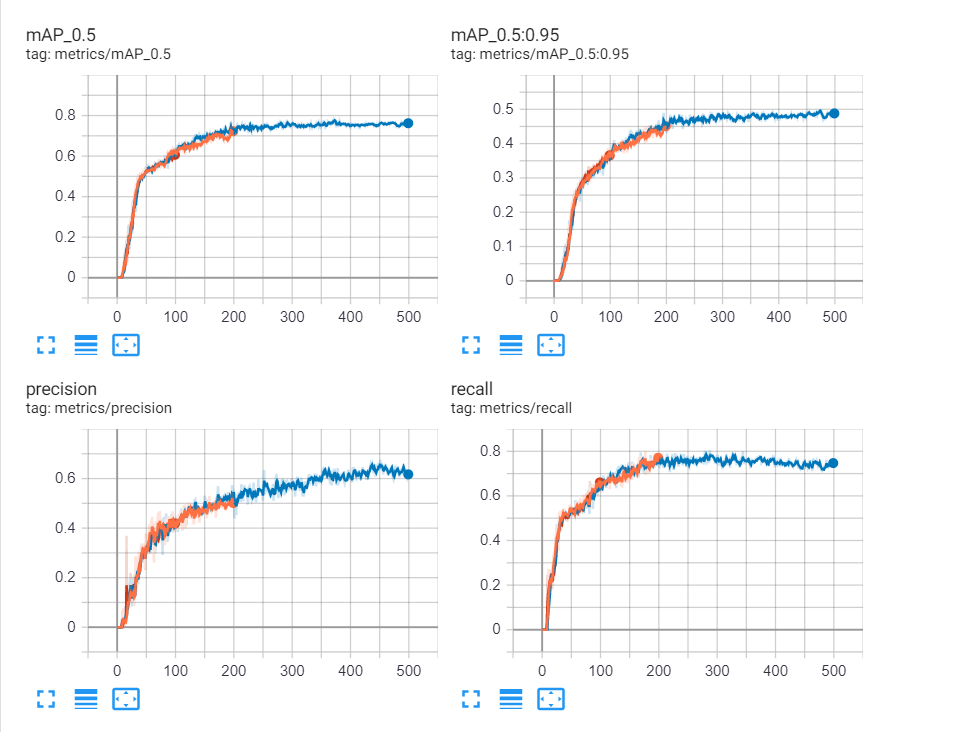 mAP_0.5
tag: metrics/mAP_0.5
0.8
0.6
0.4
0.2
0
0 100 200 300 400 500
mAP_0.5:0.95
tag: metrics/mAP_0.5:0.95
0.5
0.4
0.3
0.2
0.1
0
0 100 200 300 400 500
precision
tag: metrics/precision
0.6
0.4
0.2
0
0 100 200 300 400 500
recall
tag: metrics/recall
0.8
0.6
0.4
0.2
0
0 100 200 300 400 500